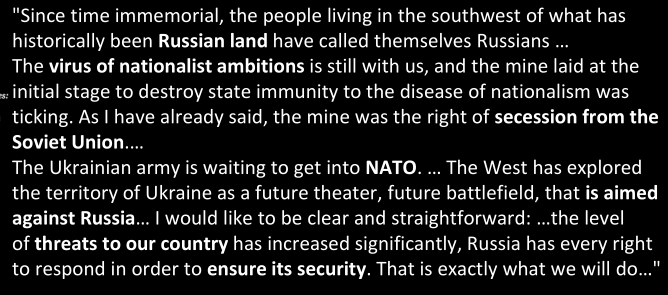 "Since time immemorial, the people living in the southwest of what has
historically been Russian land have called themselves Russians …
The virus of nationalist ambitions is still with us, and the mine laid at the
initial stage to destroy state immunity to the disease of nationalism was
ticking. As I have already said, the mine was the right of secession from the
Soviet Union.…
The Ukrainian army is waiting to get into NATO. … The West has explored
the territory of Ukraine as a future theater, future battlefield, that is aimed
against Russia… I would like to be clear and straightforward: …the level
of threats to our country has increased significantly, Russia has every right
to respond in order to ensure its security. That is exactly what we will do…"